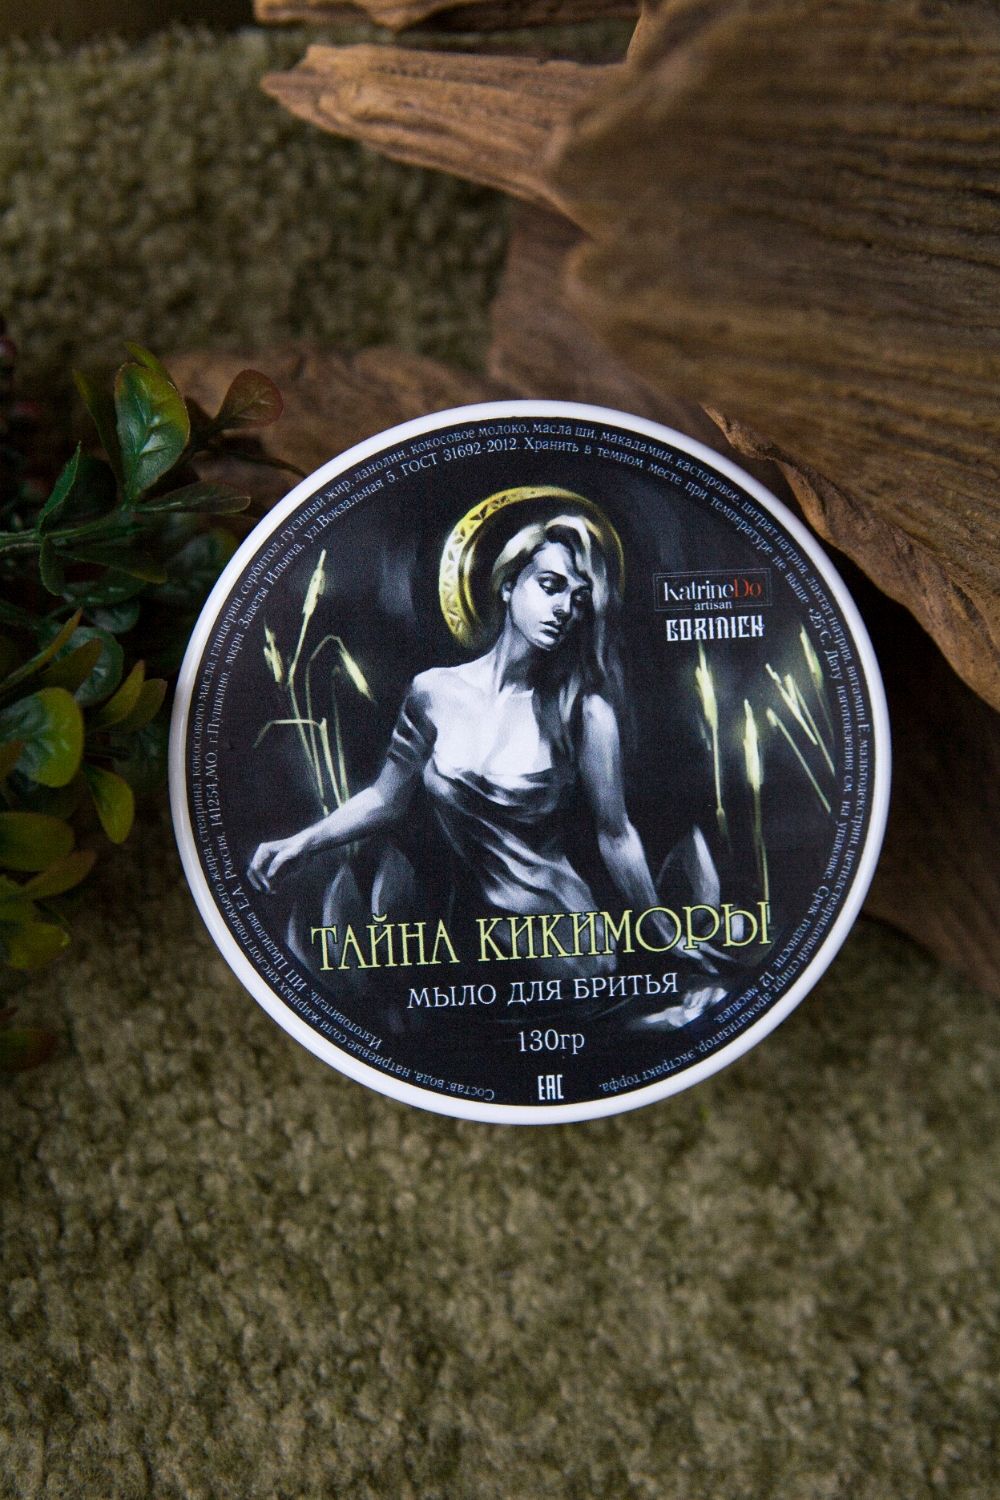 KatrineDo
artisan
GORINICH
ТАЙНА КИКИМОРЫ
МЫЛО ДЛЯ БРИТЬЯ
130гр
EAC
Состав: вода, натриевые соли жирных кислот говяжьего жира, стеарина, кокосового масла, глицерин, сорбитол, гусиный жир, ланолин, кокосовое молоко, масла ши, макадамии, касторовое, цитрат натрия, лактат натрия, витамин Е, мальтодекстрин, цетилстеариловый спирт, ароматизатор, экстракт торфа.
Изготовитель: ИП Цидилова Е.А. Россия, 141254,МО, г.Пушкино, мкрн Заветы Ильича, ул.Вокзальная 5. ГОСТ 31692-2012. Хранить в темном месте при температуре не выше +25°С. Дату изготовления см. на упаковке. Срок годности: 12 месяцев.